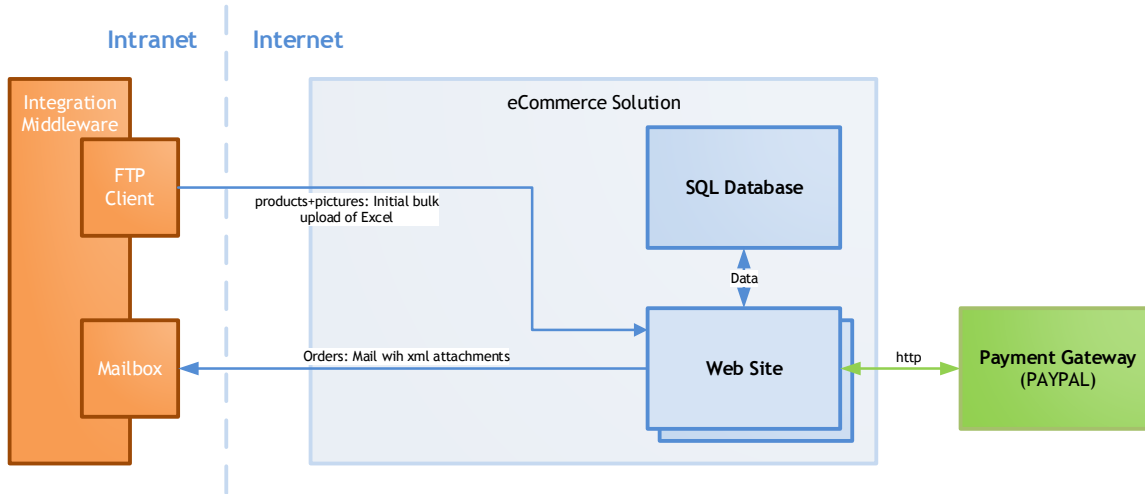 Intranet
Internet
Integration
Middleware
eCommerce Solution
FTP
Client
SQL Database
products+pictures: Initial bulk
upload of Excel
Data
Orders: Mail wih xml attachments
Mailbox
Web Site
http
Payment Gateway
(PAYPAL)